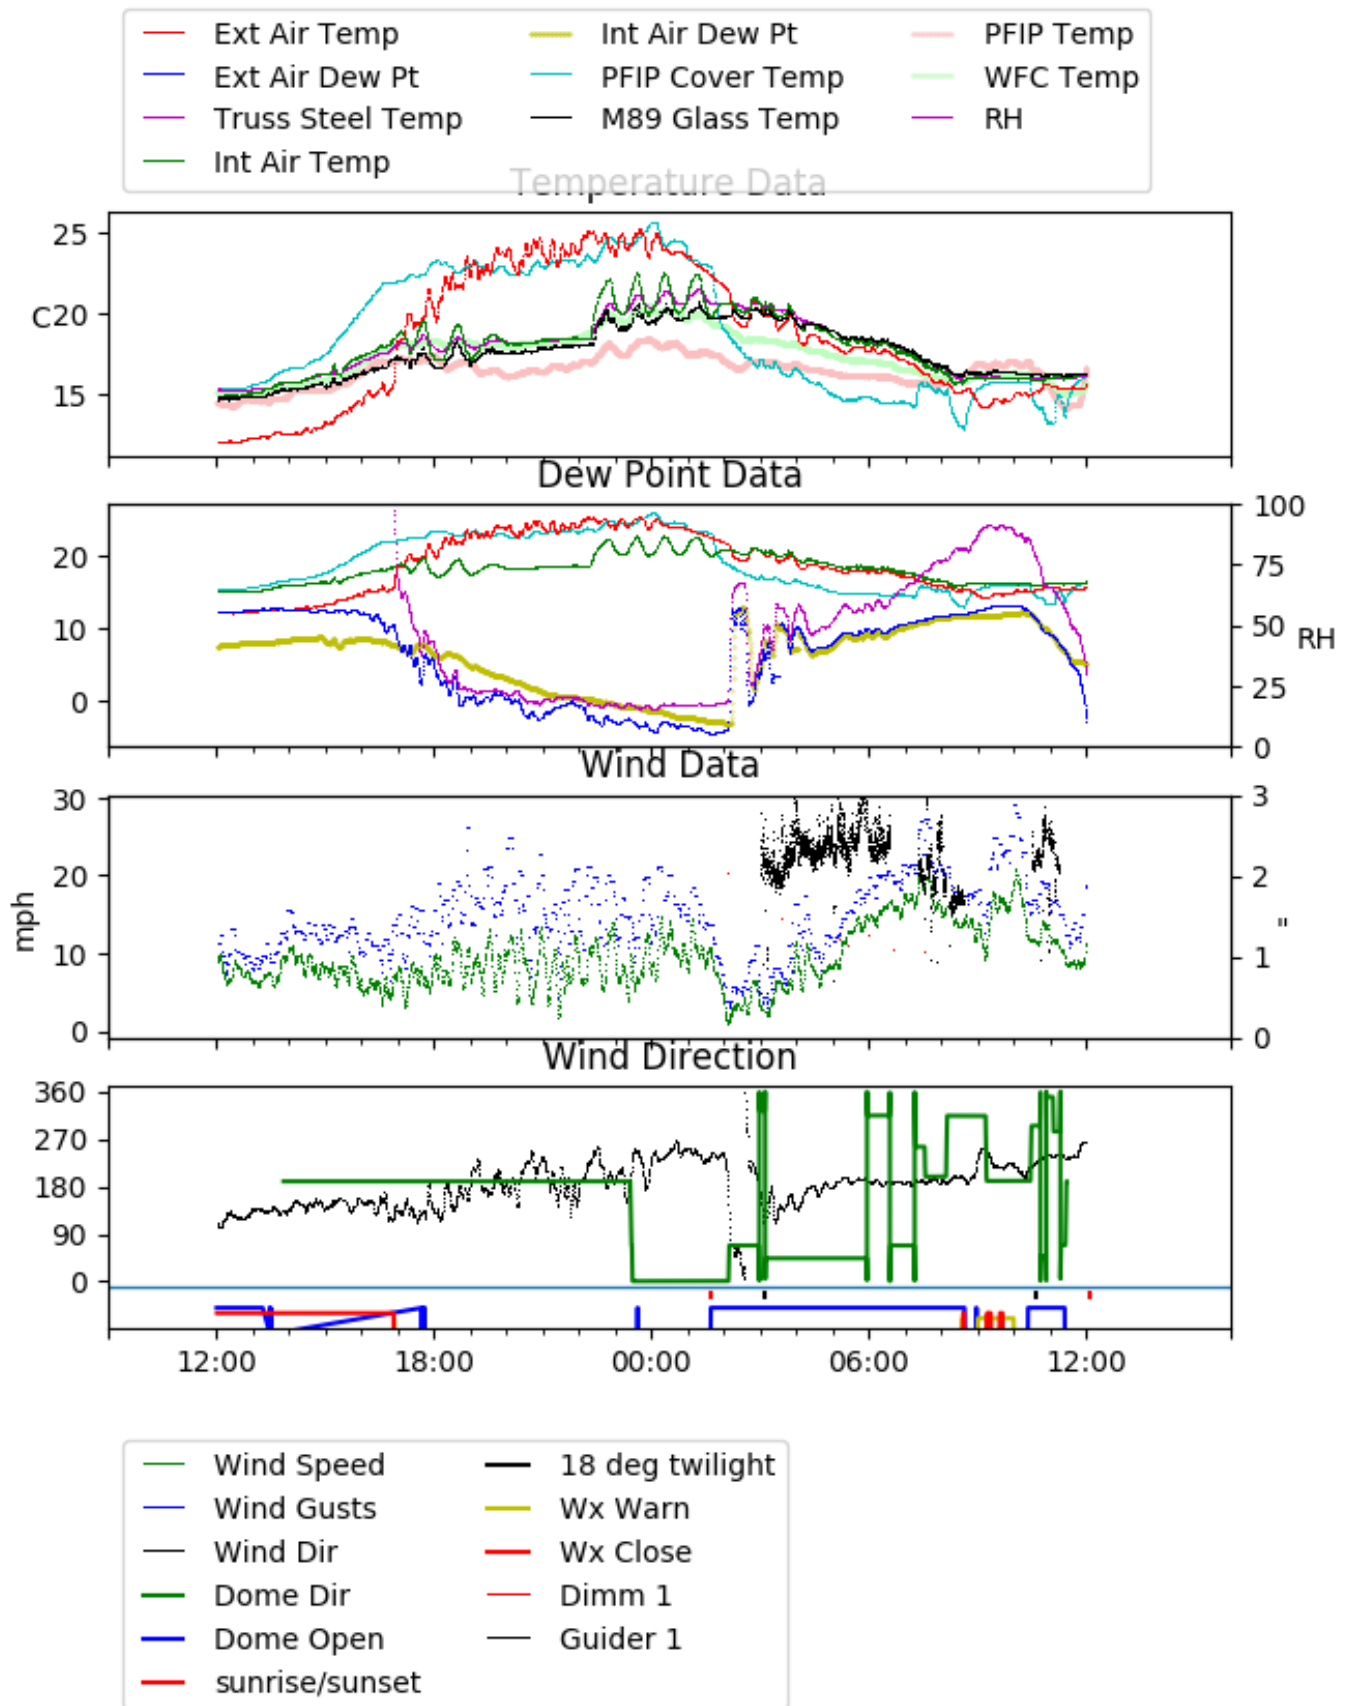 Ext Air Temp Int Air Dew Pt PFIP Temp
Ext Air Dew Pt PFIP Cover Temp WFC Temp
Truss Steel Temp M89 Glass Temp RH
Int Air Temp
Temperature Data
25
C20
15
Dew Point Data
100
20 75
10 50
RH
0 25
0
Wind Data
30 3
20 2
mph "
10 1
0 0
Wind Direction
360
270
180
90
0
12:00 18:00 00:00 06:00 12:00
Wind Speed 18 deg twilight
Wind Gusts Wx Warn
Wind Dir Wx Close
Dome Dir Dimm 1
Dome Open Guider 1
sunrise/sunset